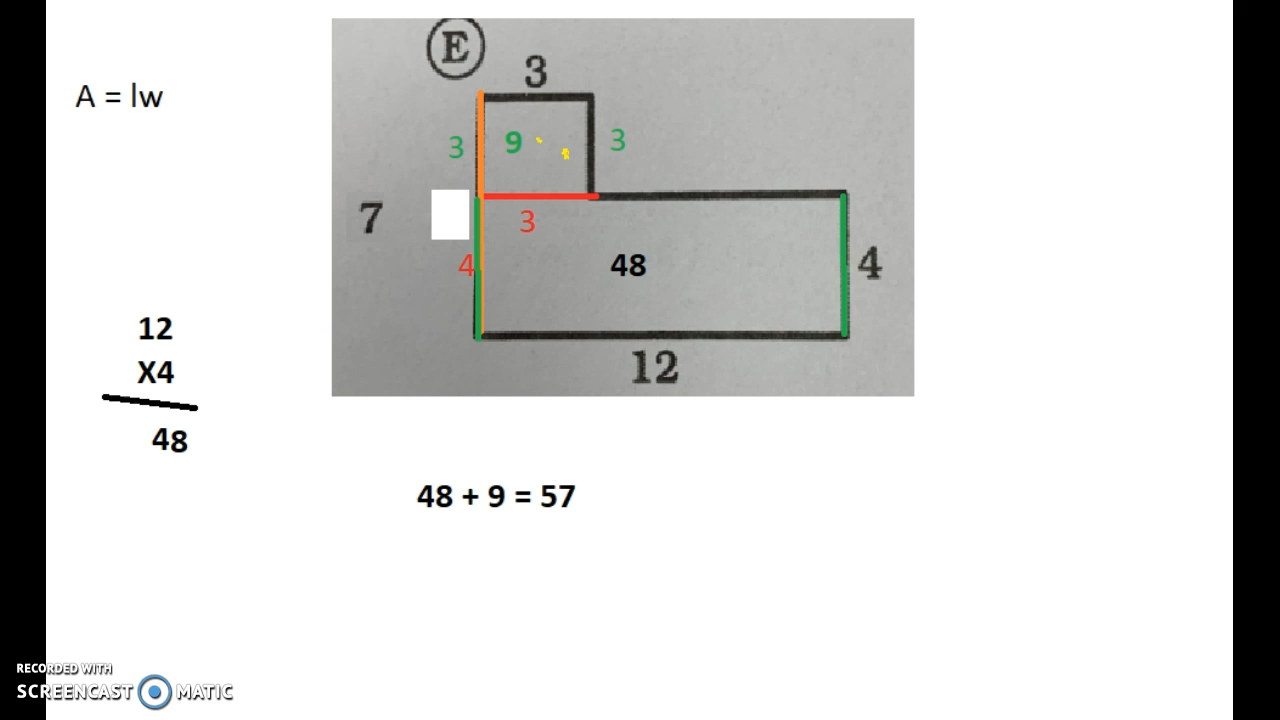 E
3
A = lw
3
9
3
7
3
4
48
4
12
X4
48
12
48 + 9 = 57
RECORDED WITH
SCREENCAST MATIC